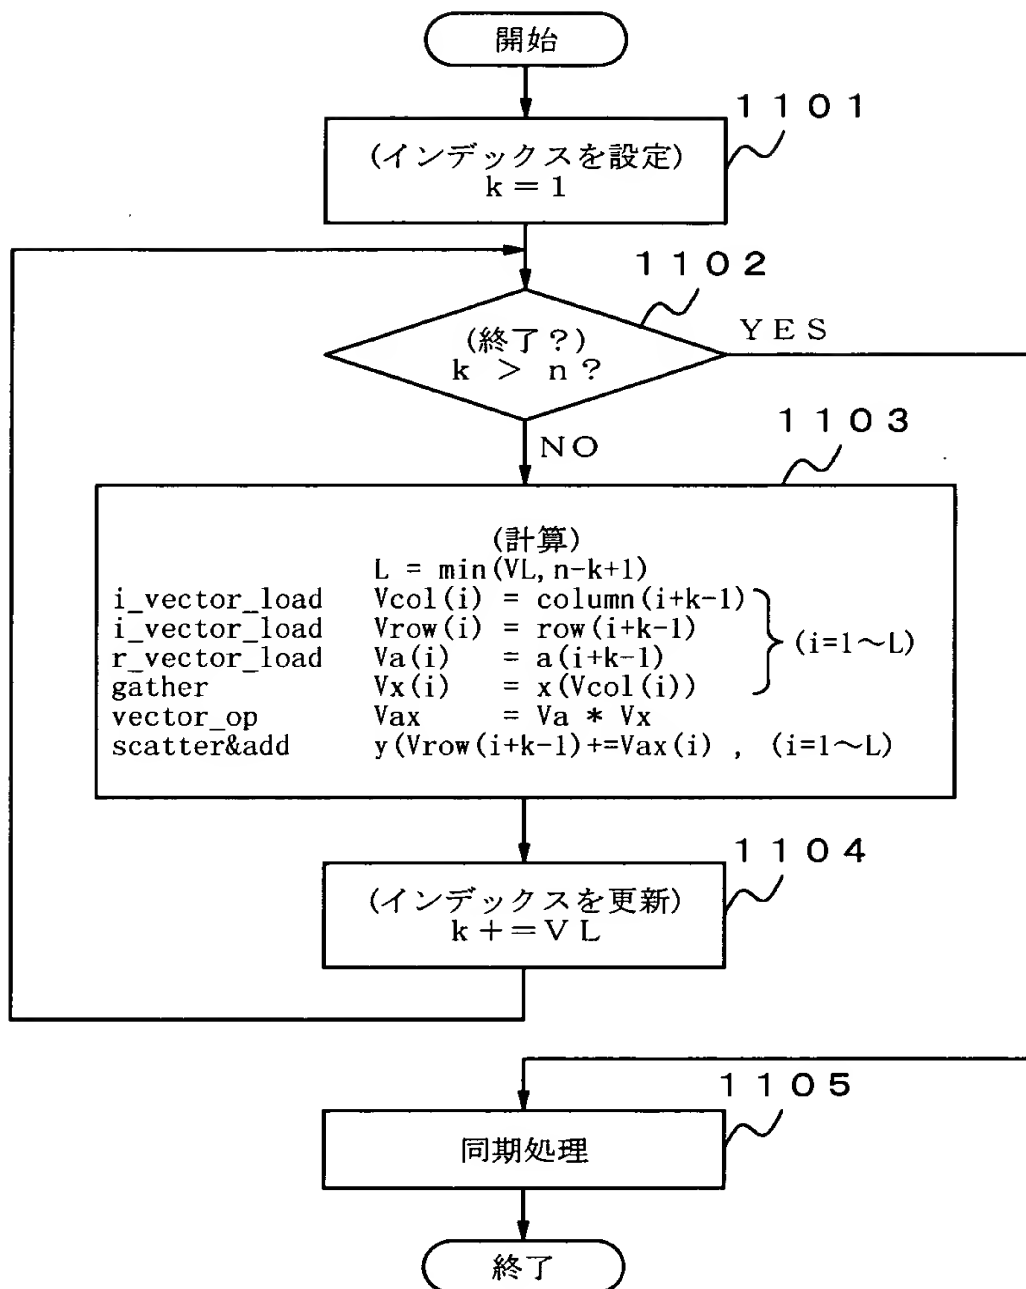 開始
1101
(インデックスを設定)
k=1
1102
(終了?)
k > n?
YES
NO
1103
(計算)
L = min(VL,n-k+1)
i_vector_load Vcol(i) = column(i+k-1)
i_vector_load Vrow(i) = row(i+k-1)
r_vector_load Va(i) = a(i+k-1)
gather Vx(i) = x(Vcol(i))
(i=1～L)
vector_op Vax = Va * Vx
scatter&add y(Vrow(i+k-1)+=Vax(i) , (i=1～L)
1104
(インデックスを更新)
k+=VL
1105
同期処理
終了